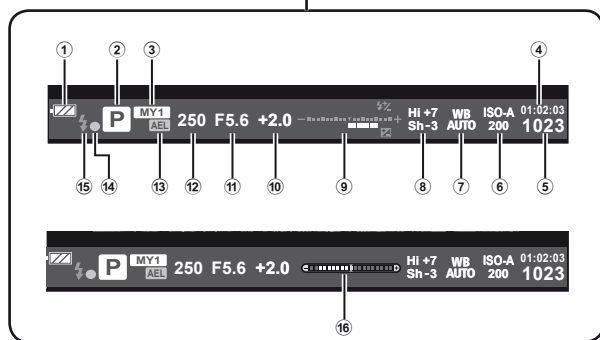 ① ② ③ ④
P MY1 AEL 250 F5.6 +2.0 − + Hi +7 WB ISO-A 01:02:03
Sh-3 AUTO 200 1023
⑮ ⑭ ⑬ ⑫ ⑪ ⑩ ⑨ ⑧ ⑦ ⑥ ⑤
P MY1 AEL 250 F5.6 +2.0 Hi +7 WB ISO-A 01:02:03
Sh-3 AUTO 200 1023
⑯